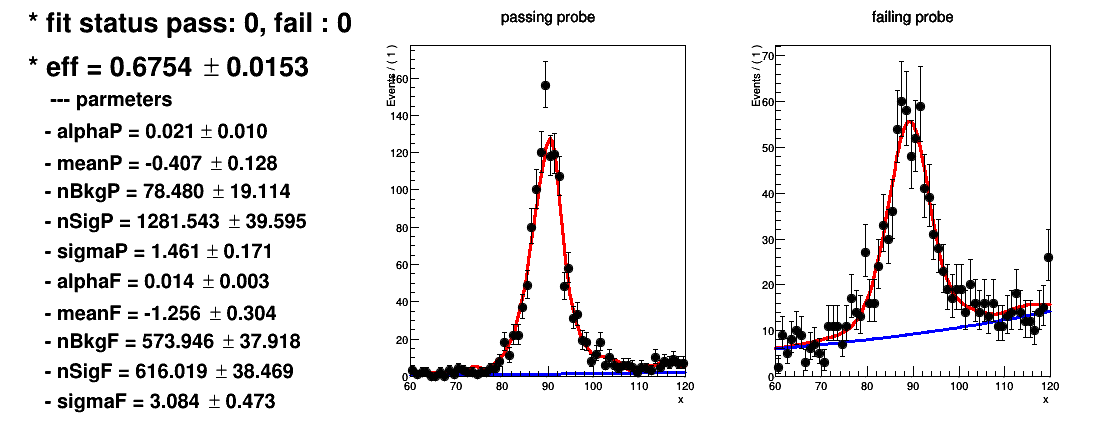 * fit status pass: 0, fail : 0
* eff = 0.6754 ± 0.0153
--- parmeters
- alphaP = 0.021 ± 0.010
- meanP = -0.407 ± 0.128
- nBkgP = 78.480 ± 19.114
- nSigP = 1281.543 ± 39.595
- sigmaP = 1.461 ± 0.171
- alphaF = 0.014 ± 0.003
- meanF = -1.256 ± 0.304
- nBkgF = 573.946 ± 37.918
- nSigF = 616.019 ± 38.469
- sigmaF = 3.084 ± 0.473
passing probe
Events / ( 1 )
160
140
120
100
80
60
40
20
0
60 70 80 90 100 110 120
x
failing probe
Events / ( 1 )
70
60
50
40
30
20
10
0
60 70 80 90 100 110 120
x